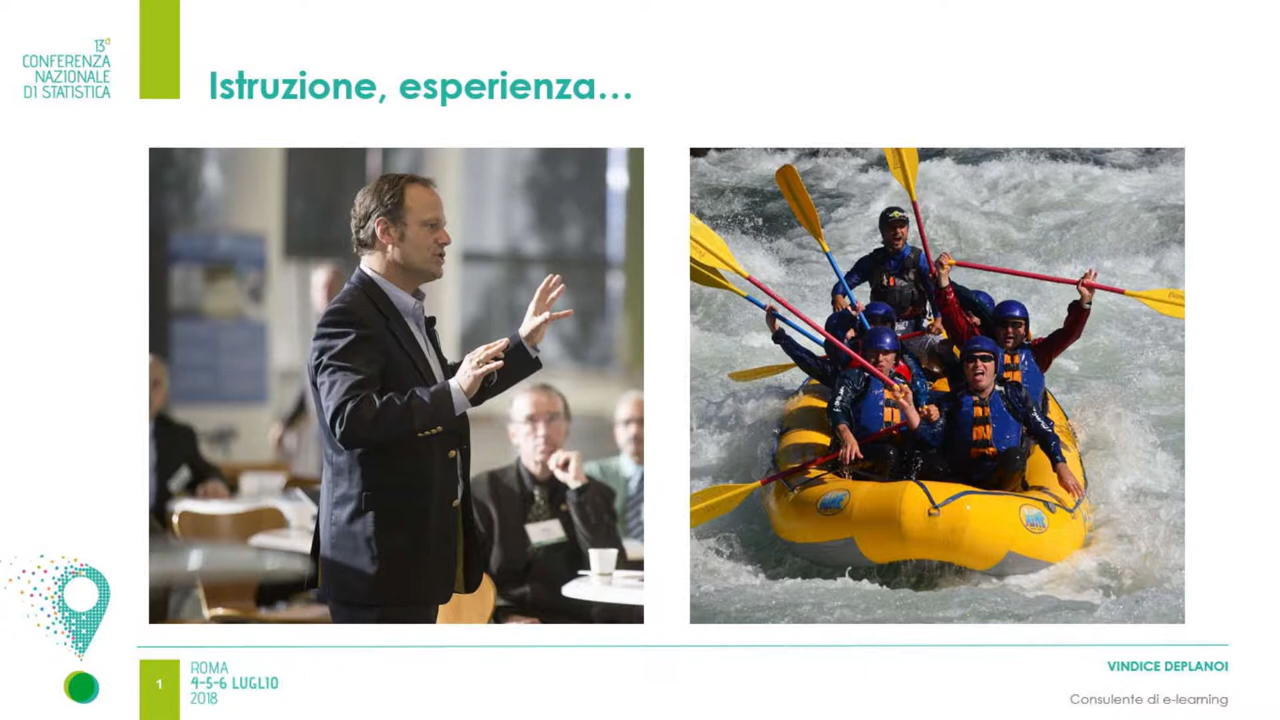 13ª
CONFERENZA
NAZIONALE
DI STATISTICA
Istruzione, esperienza...
1
ROMA
4-5-6 LUGLIO
2018
VINDICE DEPLANOI
Consulente di e-learning